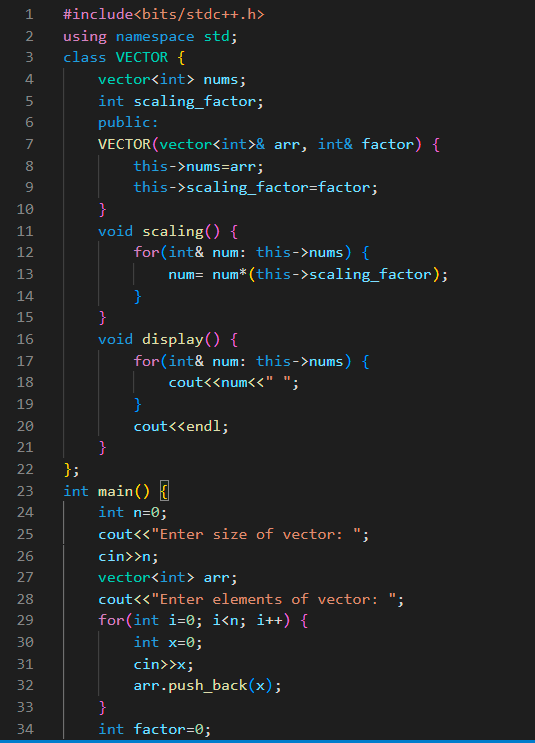 1 #include<bits/stdc++.h>
2 using namespace std;
3 class VECTOR {
4     vector<int> nums;
5     int scaling_factor;
6     public:
7     VECTOR(vector<int>& arr, int& factor) {
8         this->nums=arr;
9         this->scaling_factor=factor;
10     }
11     void scaling() {
12         for(int& num: this->nums) {
13             num= num*(this->scaling_factor);
14         }
15     }
16     void display() {
17         for(int& num: this->nums) {
18             cout<<num<<" ";
19         }
20         cout<<endl;
21     }
22 };
23 int main() {
24     int n=0;
25     cout<<"Enter size of vector: ";
26     cin>>n;
27     vector<int> arr;
28     cout<<"Enter elements of vector: ";
29     for(int i=0; i<n; i++) {
30         int x=0;
31         cin>>x;
32         arr.push_back(x);
33     }
34     int factor=0;